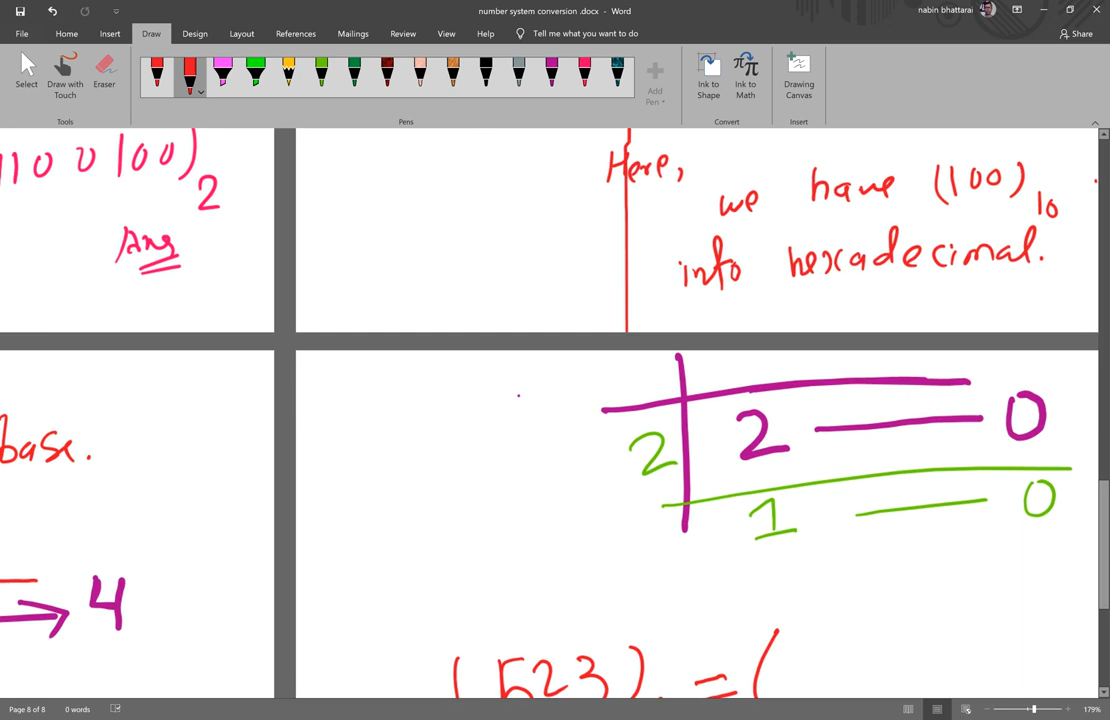 number system conversion .docx - Word
nabin bhattarai
File Home Insert Draw Design Layout References Mailings Review View Help Tell me what you want to do
Share
Select
Draw with Touch
Eraser
Add Pen
Ink to Shape
Ink to Math
Drawing Canvas
Tools
Pens
Convert
Insert
110 0 100)2
Ans
Here,
we have (100)10
into hexadecimal.
base.
4
2 0
2
1 0
(523) = (
Page 8 of 8
0 words
179%